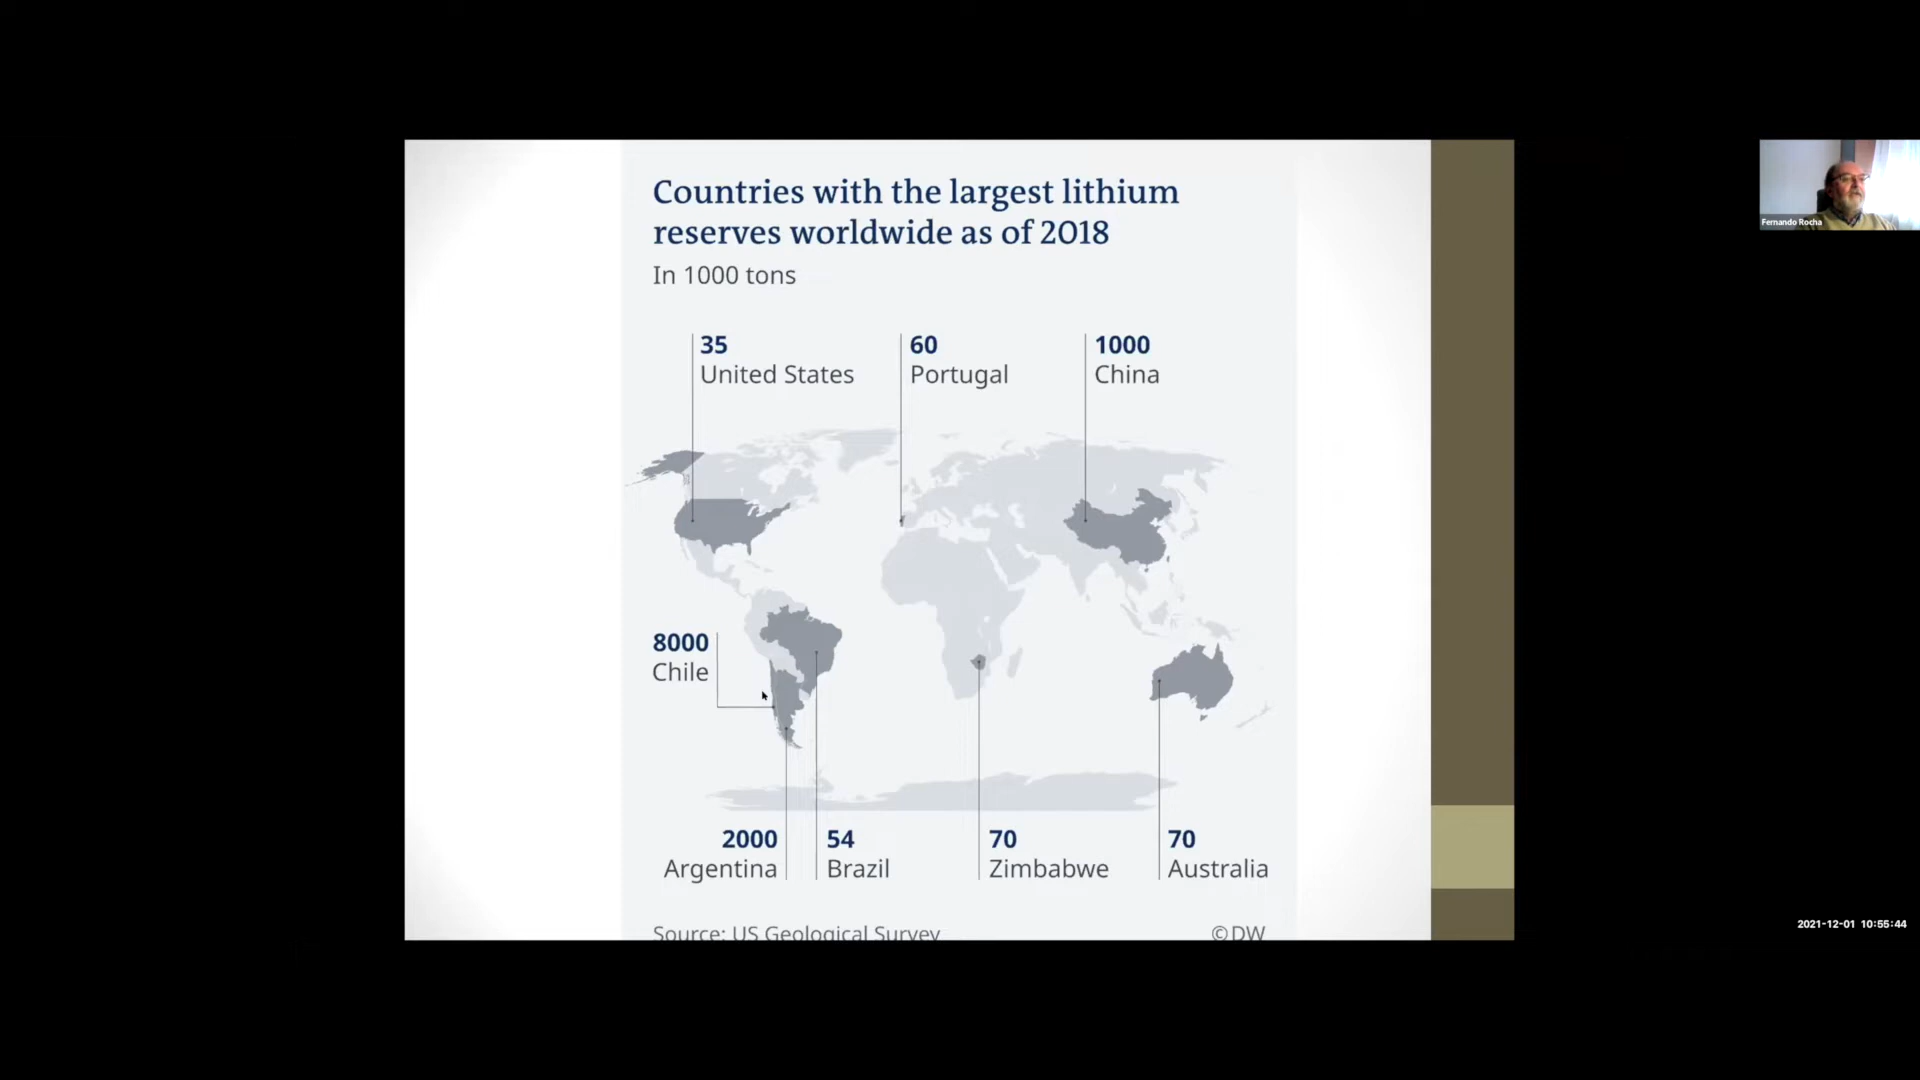 Countries with the largest lithium
reserves worldwide as of 2018
In 1000 tons
35
United States
60
Portugal
1000
China
8000
Chile
2000
Argentina
54
Brazil
70
Zimbabwe
70
Australia
Source: US Geological Survey
©DW
Fernando Rocha
2021-12-01 10:55:44